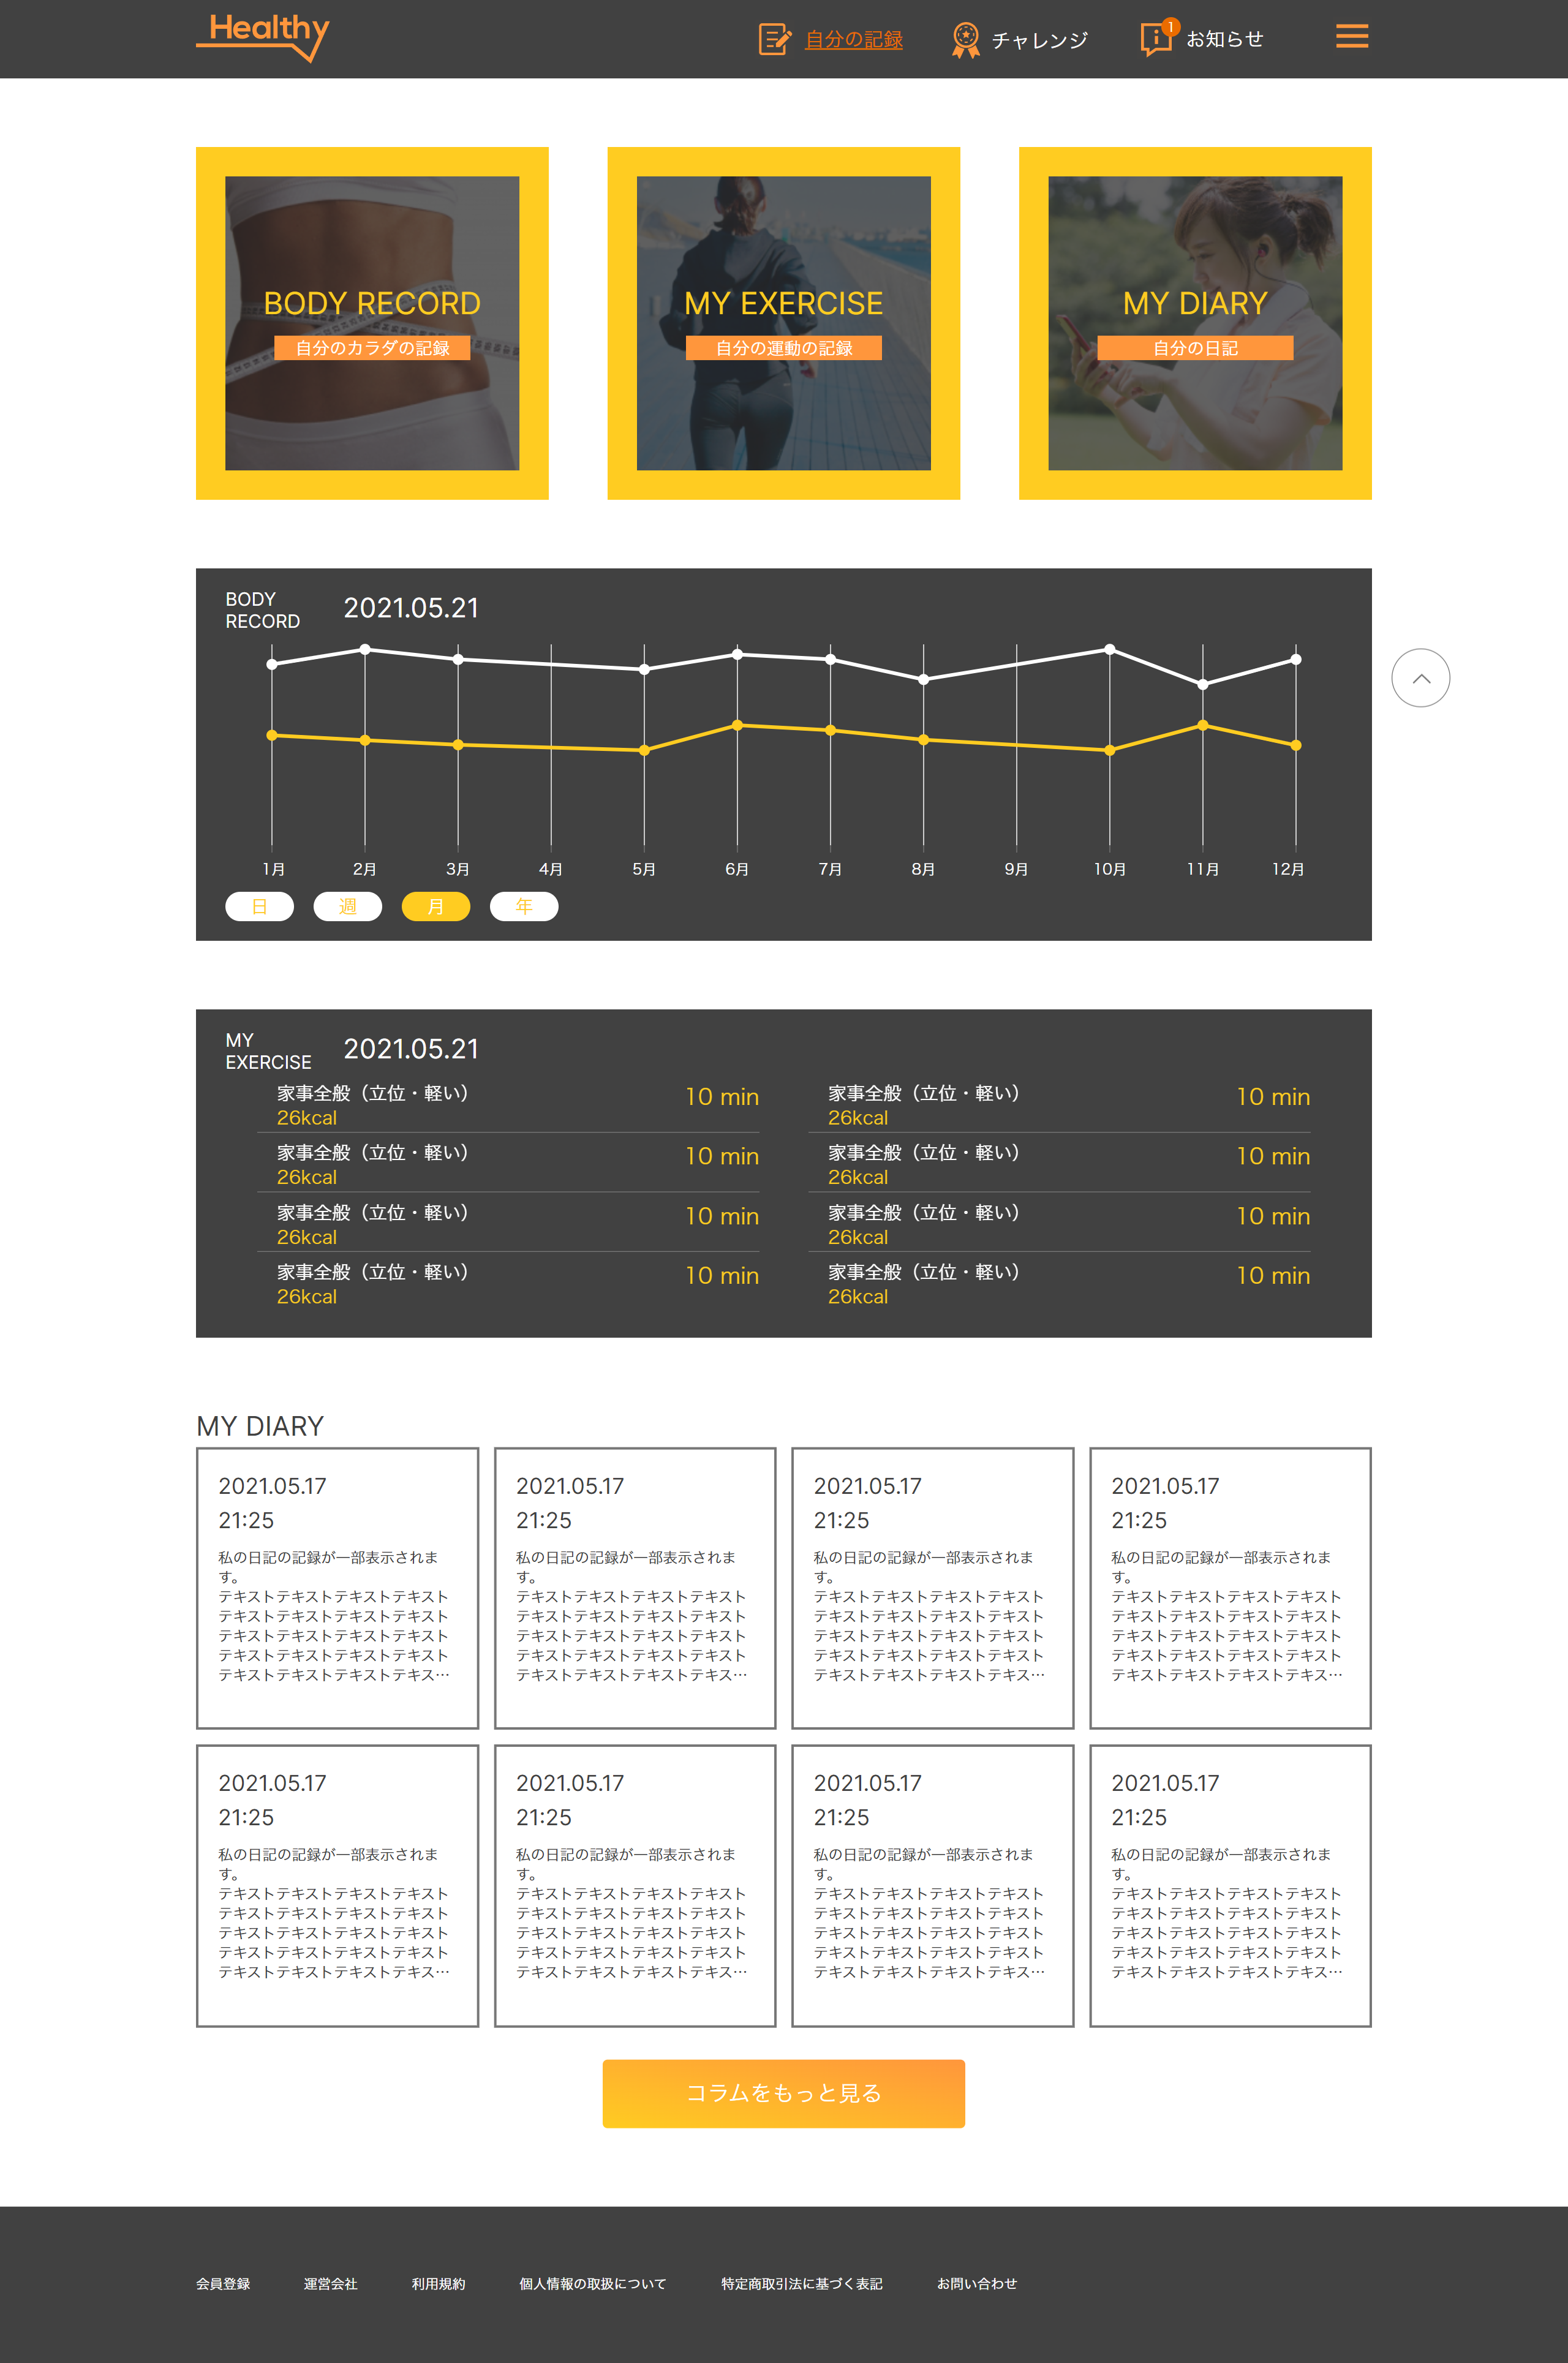 Healthy
自分の記録
チャレンジ
1
お知らせ
BODY RECORD
自分のカラダの記録
MY EXERCISE
自分の運動の記録
MY DIARY
自分の日記
BODY
RECORD
2021.05.21
1月 2月 3月 4月 5月 6月 7月 8月 9月 10月 11月 12月
日 週 月 年
MY
EXERCISE
2021.05.21
家事全般（立位・軽い）
26kcal
10 min
家事全般（立位・軽い）
26kcal
10 min
家事全般（立位・軽い）
26kcal
10 min
家事全般（立位・軽い）
26kcal
10 min
家事全般（立位・軽い）
26kcal
10 min
家事全般（立位・軽い）
26kcal
10 min
家事全般（立位・軽い）
26kcal
10 min
家事全般（立位・軽い）
26kcal
10 min
MY DIARY
2021.05.17
21:25
私の日記の記録が一部表示されま
す。
テキストテキストテキストテキスト
テキストテキストテキストテキスト
テキストテキストテキストテキスト
テキストテキストテキストテキスト
テキストテキストテキストテキス…
2021.05.17
21:25
私の日記の記録が一部表示されま
す。
テキストテキストテキストテキスト
テキストテキストテキストテキスト
テキストテキストテキストテキスト
テキストテキストテキストテキスト
テキストテキストテキストテキス…
2021.05.17
21:25
私の日記の記録が一部表示されま
す。
テキストテキストテキストテキスト
テキストテキストテキストテキスト
テキストテキストテキストテキスト
テキストテキストテキストテキスト
テキストテキストテキストテキス…
2021.05.17
21:25
私の日記の記録が一部表示されま
す。
テキストテキストテキストテキスト
テキストテキストテキストテキスト
テキストテキストテキストテキスト
テキストテキストテキストテキスト
テキストテキストテキストテキス…
2021.05.17
21:25
私の日記の記録が一部表示されま
す。
テキストテキストテキストテキスト
テキストテキストテキストテキスト
テキストテキストテキストテキスト
テキストテキストテキストテキスト
テキストテキストテキストテキス…
2021.05.17
21:25
私の日記の記録が一部表示されま
す。
テキストテキストテキストテキスト
テキストテキストテキストテキスト
テキストテキストテキストテキスト
テキストテキストテキストテキスト
テキストテキストテキストテキス…
2021.05.17
21:25
私の日記の記録が一部表示されま
す。
テキストテキストテキストテキスト
テキストテキストテキストテキスト
テキストテキストテキストテキスト
テキストテキストテキストテキスト
テキストテキストテキストテキス…
2021.05.17
21:25
私の日記の記録が一部表示されま
す。
テキストテキストテキストテキスト
テキストテキストテキストテキスト
テキストテキストテキストテキスト
テキストテキストテキストテキスト
テキストテキストテキストテキス…
コラムをもっと見る
会員登録 運営会社 利用規約 個人情報の取扱について 特定商取引法に基づく表記 お問い合わせ